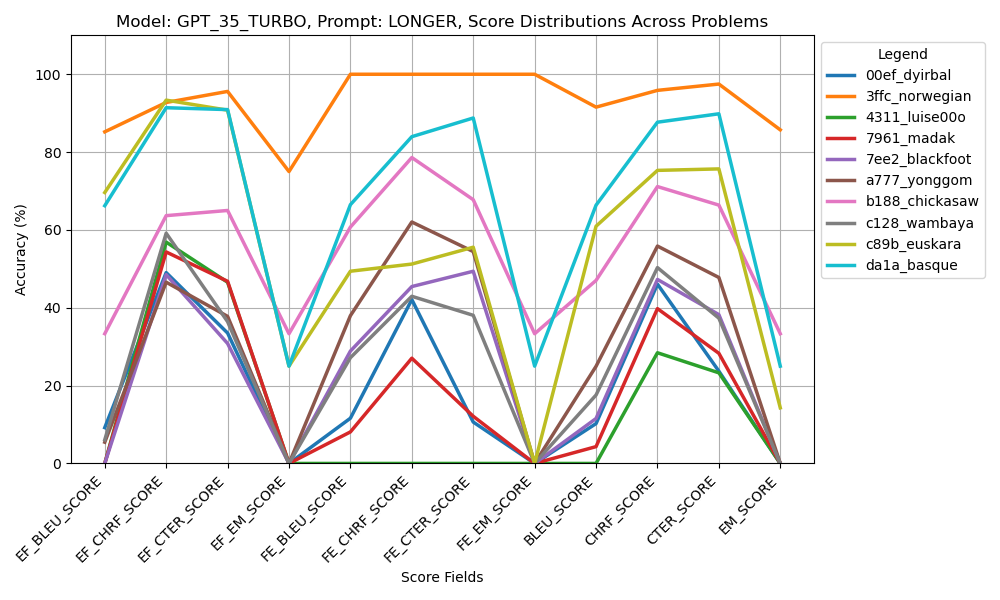 Model: GPT_35_TURBO, Prompt: LONGER, Score Distributions Across Problems
Accuracy (%)
100
80
60
40
20
0
EF_BLEU_SCORE
EF_CHRF_SCORE
EF_CTER_SCORE
EF_EM_SCORE
FE_BLEU_SCORE
FE_CHRF_SCORE
FE_CTER_SCORE
FE_EM_SCORE
BLEU_SCORE
CHRF_SCORE
CTER_SCORE
EM_SCORE
Score Fields
Legend
00ef_dyirbal
3ffc_norwegian
4311_luise00o
7961_madak
7ee2_blackfoot
a777_yonggom
b188_chickasaw
c128_wambaya
c89b_euskara
da1a_basque